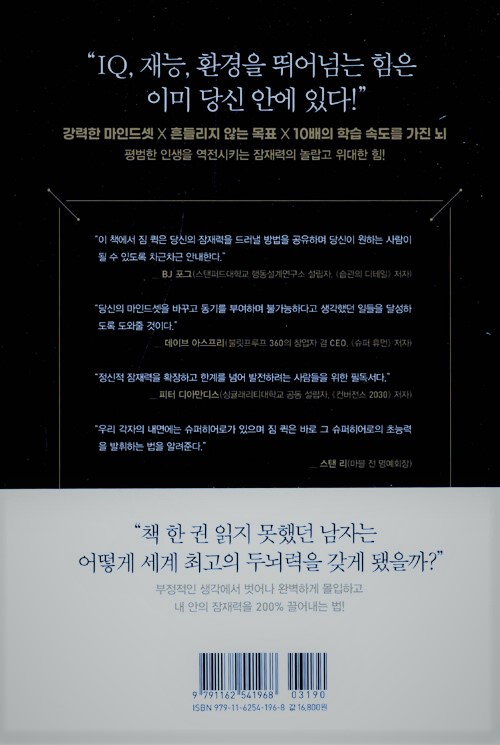 “IQ, 재능, 환경을 뛰어넘는 힘은
이미 당신 안에 있다!”
강력한 마인드셋 X 흔들리지 않는 목표 X 10배의 학습 속도를 가진 뇌
평범한 인생을 역전시키는 잠재력의 놀랍고 위대한 힘!
“이 책에서 짐 퀵은 당신의 잠재력을 드러낼 방법을 공유하며 당신이 원하는 사람이
될 수 있도록 차근차근 안내한다.”
__ BJ 포그(스탠퍼드대학교 행동설계연구소 설립자, 《습관의 디테일》 저자)
“당신의 마인드셋을 바꾸고 동기를 부여하며 불가능하다고 생각했던 일들을 달성하
도록 도와줄 것이다.”
__ 데이브 아스프리(불릿프루프 360의 창업자 겸 CEO, 《슈퍼 휴먼》 저자)
“정신적 잠재력을 확장하고 한계를 넘어 발전하려는 사람들을 위한 필독서다.”
__ 피터 디아만디스(싱귤래리티대학교 공동 설립자, 《컨버전스 2030》 저자)
“우리 각자의 내면에는 슈퍼히어로가 있으며 짐 퀵은 바로 그 슈퍼히어로의 초능력
을 발휘하는 법을 알려준다.”
__ 스탠 리(마블 전 명예회장)
“책 한 권 읽지 못했던 남자는
어떻게 세계 최고의 두뇌력을 갖게 됐을까?”
부정적인 생각에서 벗어나 완벽하게 몰입하고
내 안의 잠재력을 200% 끌어내는 법!
9 791162 541968 03190
ISBN 979-11-6254-196-8 값 16,800원